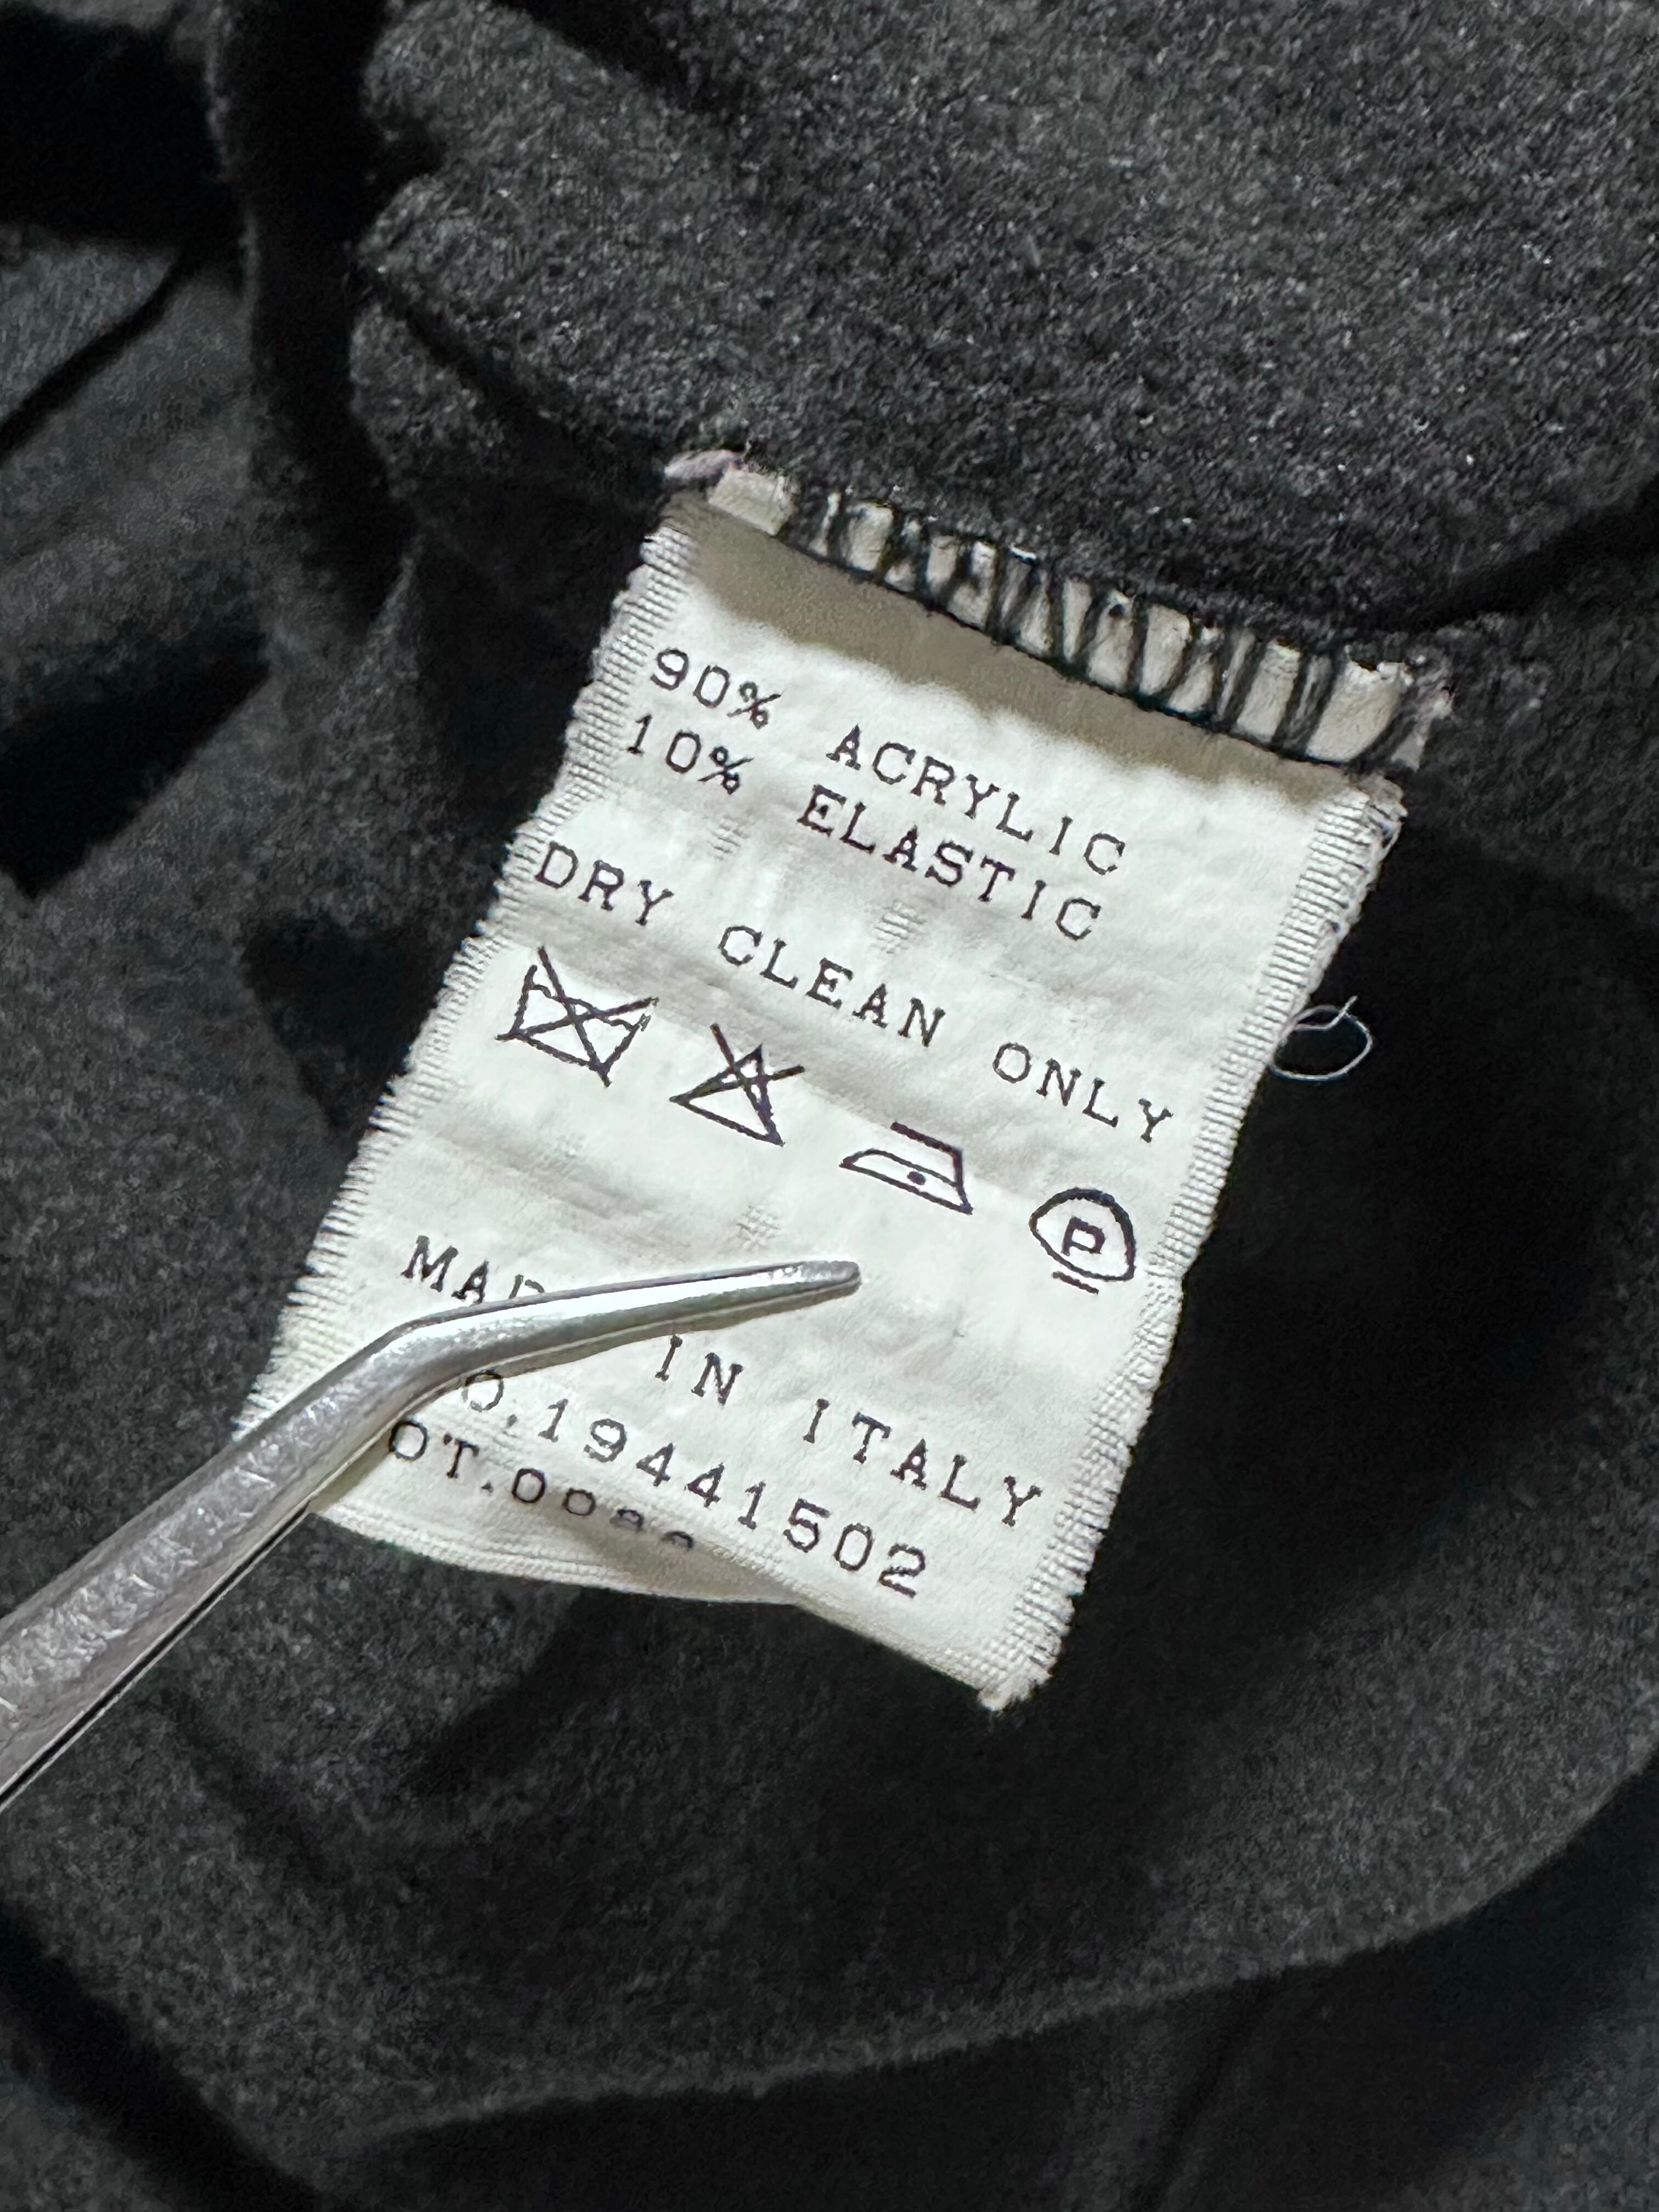 90% ACRYLIC
10% ELASTIC
DRY CLEAN ONLY
P
IN ITALY
O.19441502